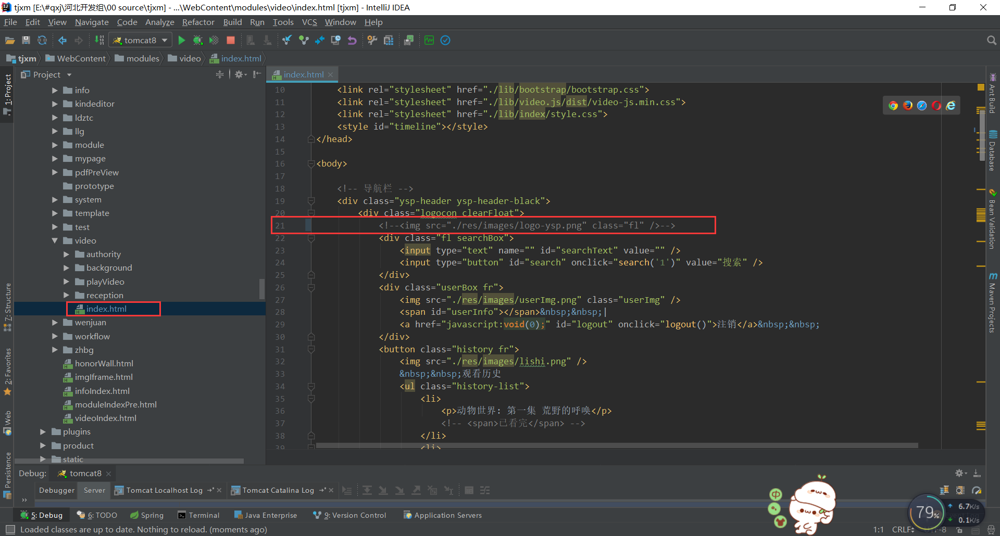 tjxm [E:\#qxj\河北开发组\00 source\tjxm] - ...\WebContent\modules\video\index.html [tjxm] - IntelliJ IDEA
File Edit View Navigate Code Analyze Refactor Build Run Tools VCS Window Help
tomcat8
tjxm WebContent modules video index.html
1: Project
Project
index.html
info
kindeditor
ldztc
llg
module
mypage
pdfPreView
prototype
system
template
test
video
authority
background
playVideo
reception
index.html
wenjuan
workflow
zhbg
honorWall.html
imgIframe.html
infoIndex.html
moduleIndexPre.html
videoIndex.html
plugins
product
static
7: Structure
2: Favorites
Web
Persistence
10 <link rel="stylesheet" href="./lib/bootstrap/bootstrap.css">
11 <link rel="stylesheet" href="./lib/video.js/dist/video-js.min.css">
12 <link rel="stylesheet" href="./lib/index/style.css">
13 <style id="timeline"></style>
14 </head>
15
16 <body>
17
18 <!-- 导航栏 -->
19 <div class="ysp-header ysp-header-black">
20 <div class="logocon clearFloat">
21 <!--<img src="./res/images/logo-ysp.png" class="fl" />-->
22 <div class="fl searchBox">
23 <input type="text" name="" id="searchText" value="" />
24 <input type="button" id="search" onclick="search('1')" value="搜索" />
25 </div>
26 <div class="userBox fr">
27 <img src="./res/images/userImg.png" class="userImg" />
28 <span id="userInfo"></span>&nbsp;&nbsp;|
29 <a href="javascript:void(0);" id="logout" onclick="logout()">注销</a>&nbsp;&nbsp;
30 </div>
31 <button class="history fr">
32 <img src="./res/images/lishi.png" />
33 &nbsp;&nbsp;观看历史
34 <ul class="history-list">
35 <li>
36 <p>动物世界: 第一集 荒野的呼唤</p>
37 <!-- <span>已看完</span> -->
38 </li>
39 <li>
Ant Build
Database
Bean Validation
Maven Projects
Debug: tomcat8
Debugger Server Tomcat Localhost Log Tomcat Catalina Log
5: Debug 6: TODO Spring Terminal Java Enterprise 9: Version Control Application Servers
Loaded classes are up to date. Nothing to reload. (moments ago)
中
79%
6.7K/s
0.1K/s
1:1 CRLF